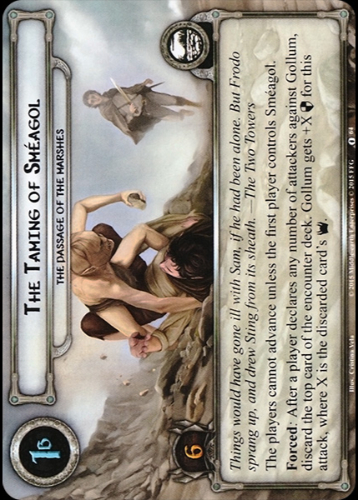 1B
THE TAMING OF SMÉAGOL
THE PASSAGE OF THE MARSHES
6
Things would have gone ill with Sam, if he had been alone. But Frodo
sprang up, and drew Sting from its sheath. —The Two Towers
The players cannot advance unless the first player controls Sméagol.
Forced: After a player declares any number of attackers against Gollum,
discard the top card of the encounter deck. Gollum gets +X for this
attack, where X is the discarded card's .
Illus. Cristina Vela © 2015 Middle-earth Enterprises © 2015 FFG 64